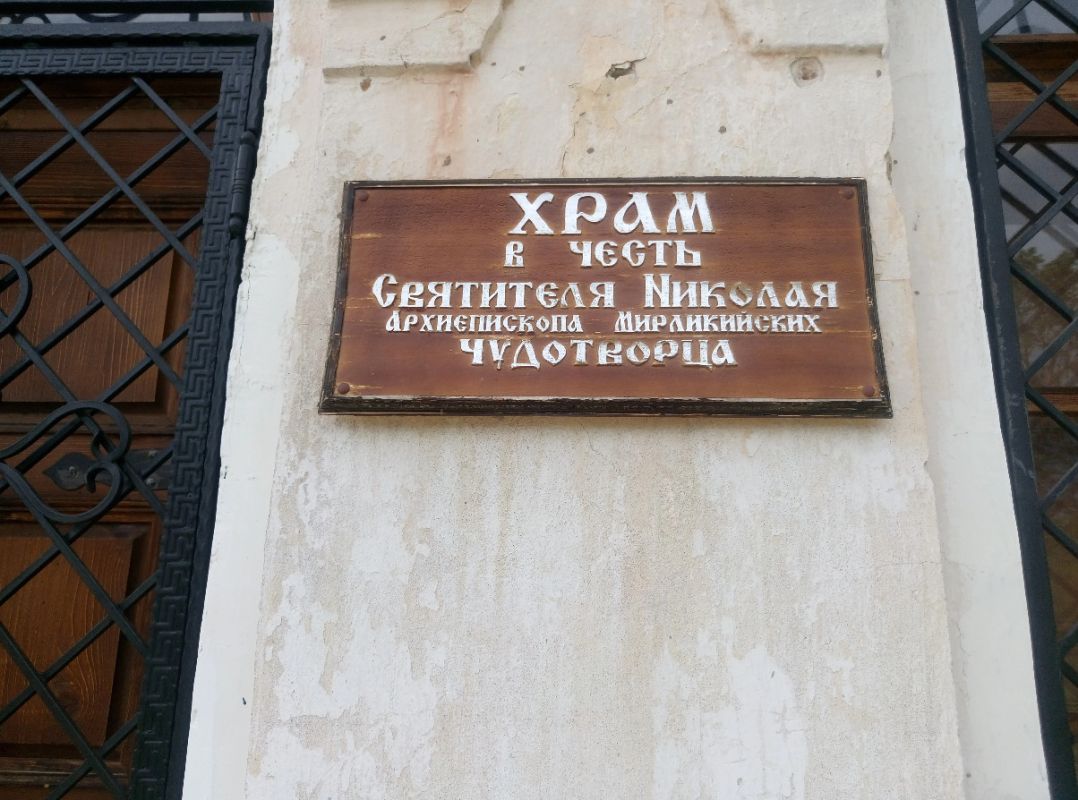 ХРАМ
В ЧЕСТЬ
СВЯТИТЕЛЯ НИКОЛАЯ
АРХИЕПИСКОПА МИРЛИКИЙСКИХ
ЧУДОТВОРЦА